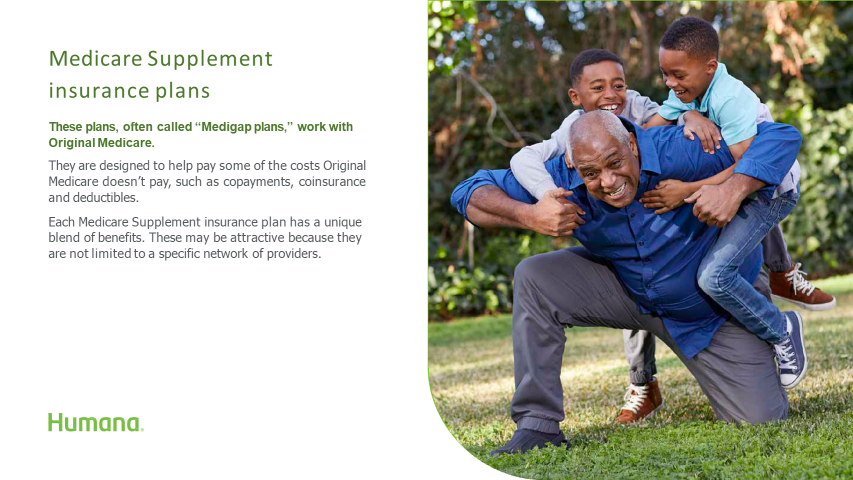 Medicare Supplement
insurance plans
These plans, often called “Medigap plans,” work with
Original Medicare.
They are designed to help pay some of the costs Original
Medicare doesn’t pay, such as copayments, coinsurance
and deductibles.
Each Medicare Supplement insurance plan has a unique
blend of benefits. These may be attractive because they
are not limited to a specific network of providers.
Humana®